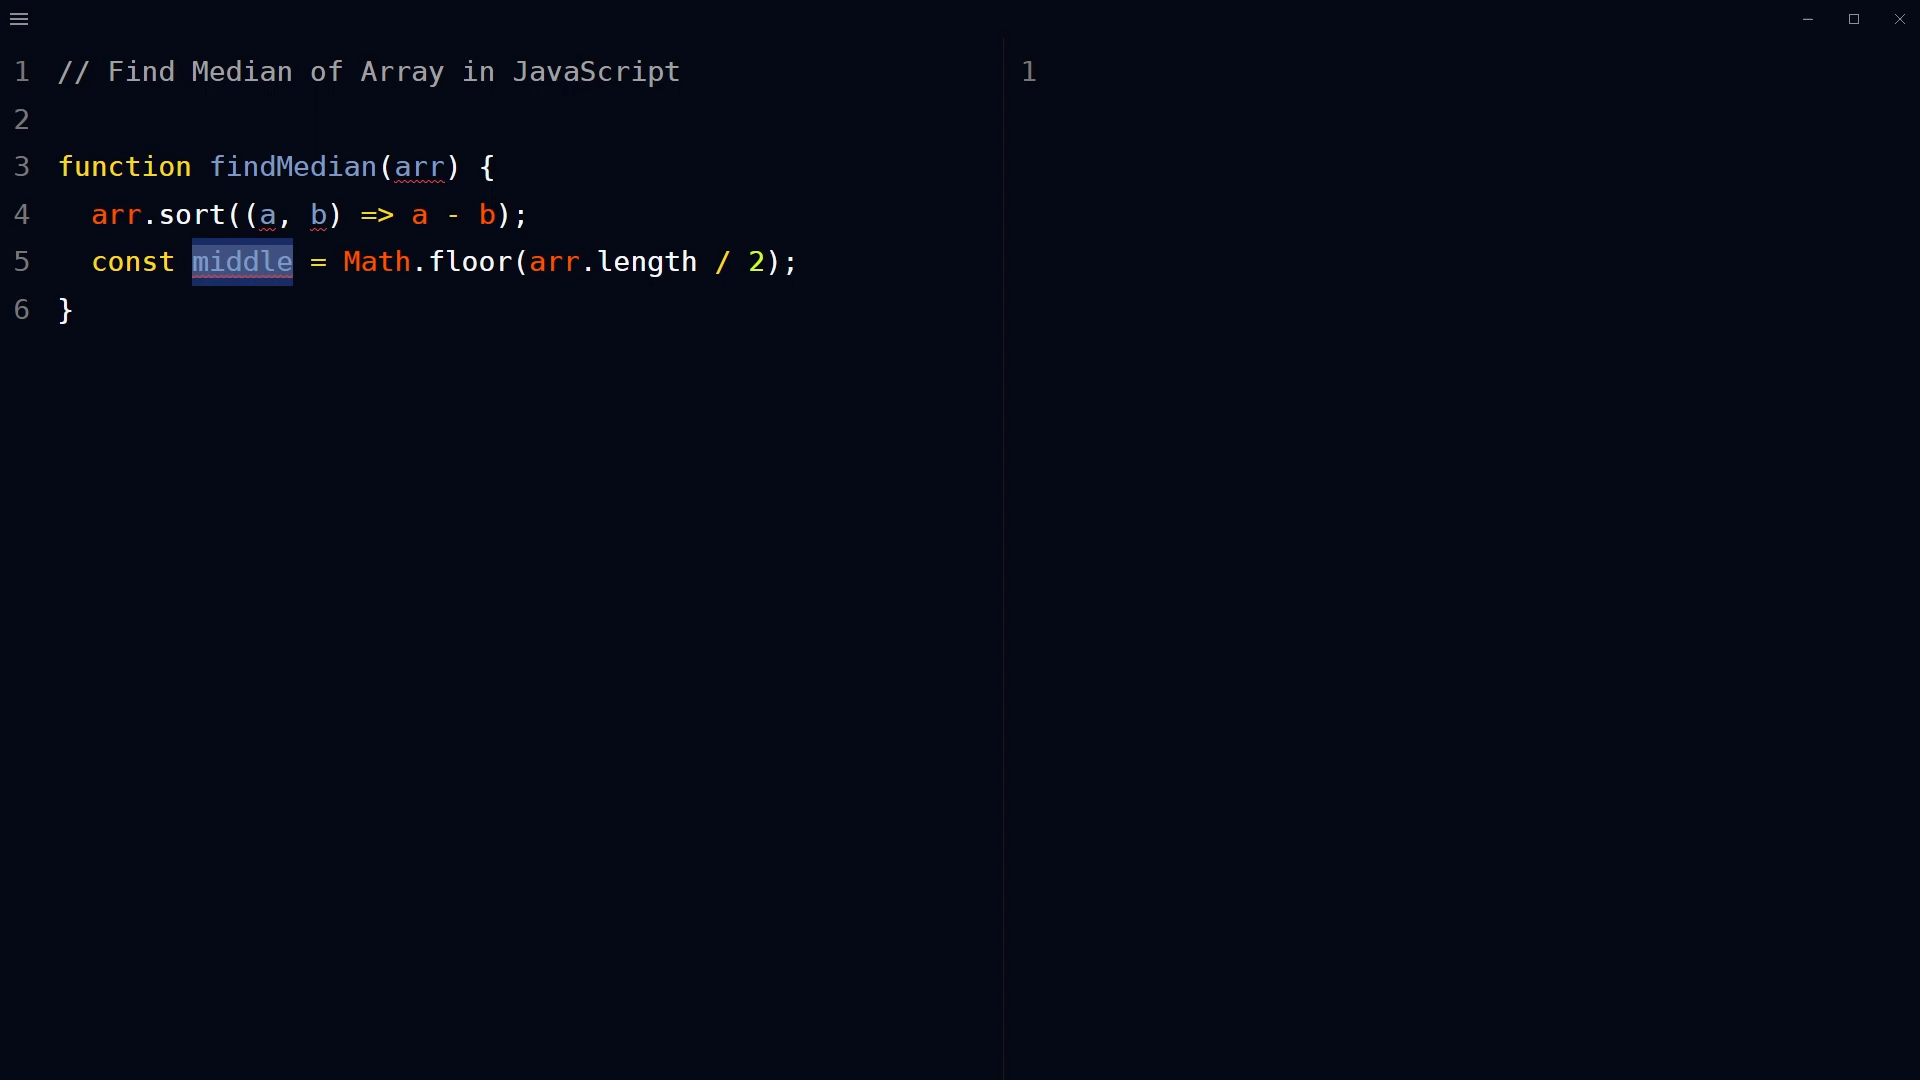 1 // Find Median of Array in JavaScript
2
3 function findMedian(arr) {
4   arr.sort((a, b) => a - b);
5   const middle = Math.floor(arr.length / 2);
6 }
1